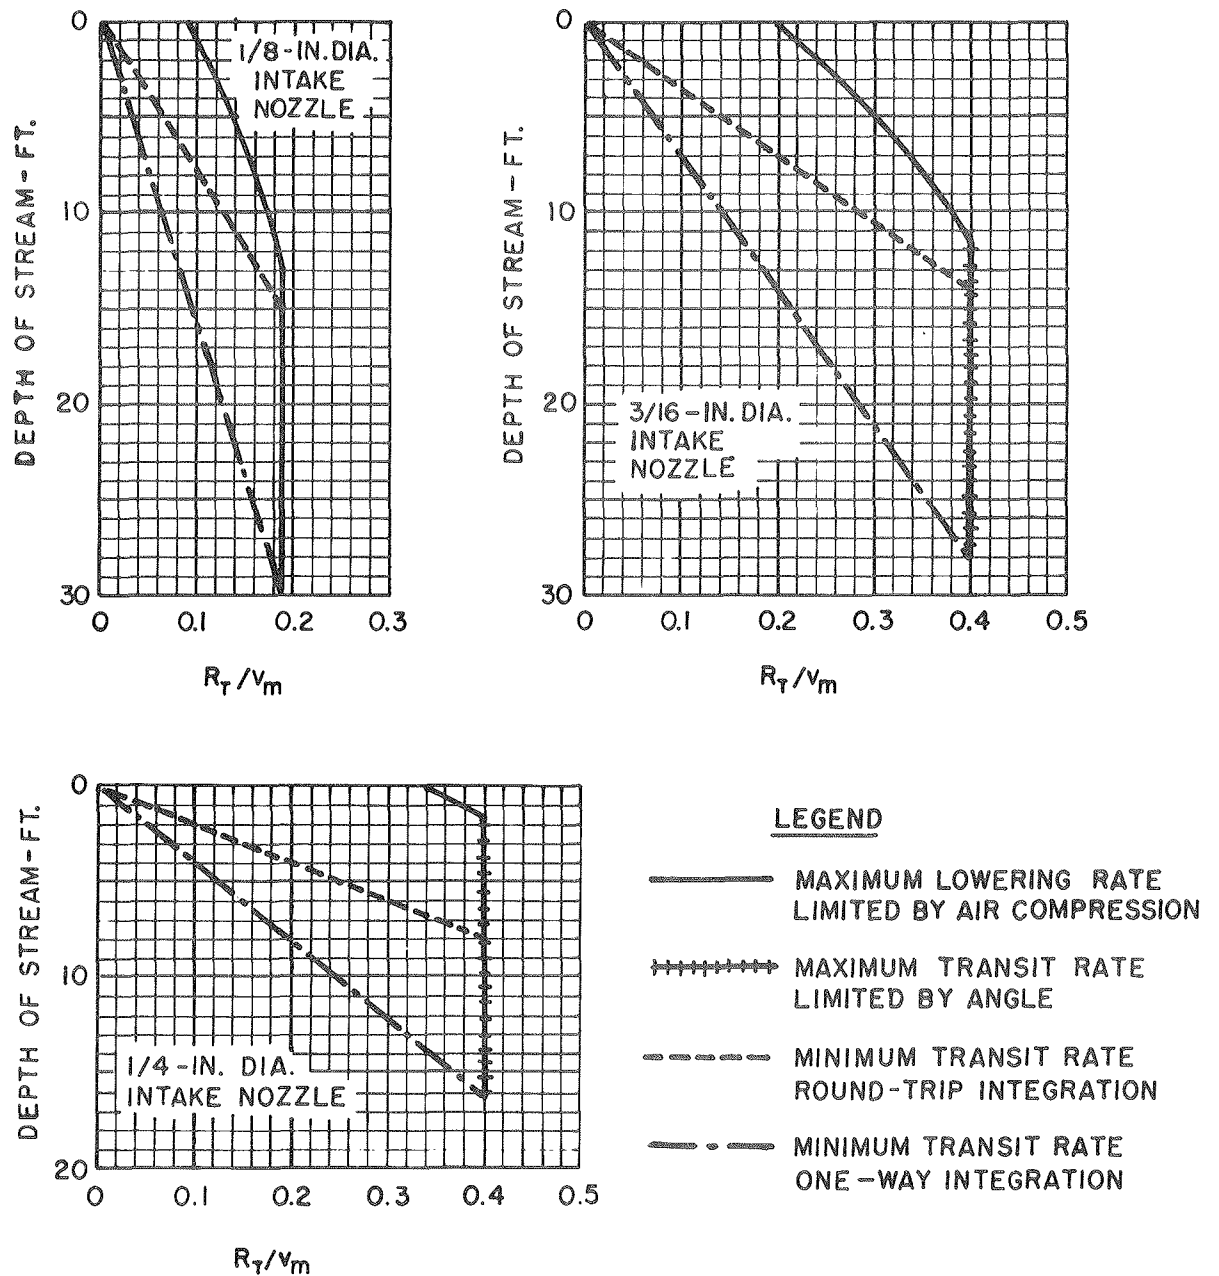 0
10
20
30
DEPTH OF STREAM-FT.
1/8-IN. DIA.
INTAKE
NOZZLE
0 0.1 0.2 0.3
R_T/v_m
0
10
20
30
DEPTH OF STREAM-FT.
3/16-IN. DIA.
INTAKE
NOZZLE
0 0.1 0.2 0.3 0.4 0.5
R_T/v_m
0
10
20
DEPTH OF STREAM-FT.
1/4-IN. DIA.
INTAKE NOZZLE
0 0.1 0.2 0.3 0.4 0.5
R_T/v_m
LEGEND
MAXIMUM LOWERING RATE
LIMITED BY AIR COMPRESSION
MAXIMUM TRANSIT RATE
LIMITED BY ANGLE
MINIMUM TRANSIT RATE
ROUND-TRIP INTEGRATION
MINIMUM TRANSIT RATE
ONE-WAY INTEGRATION